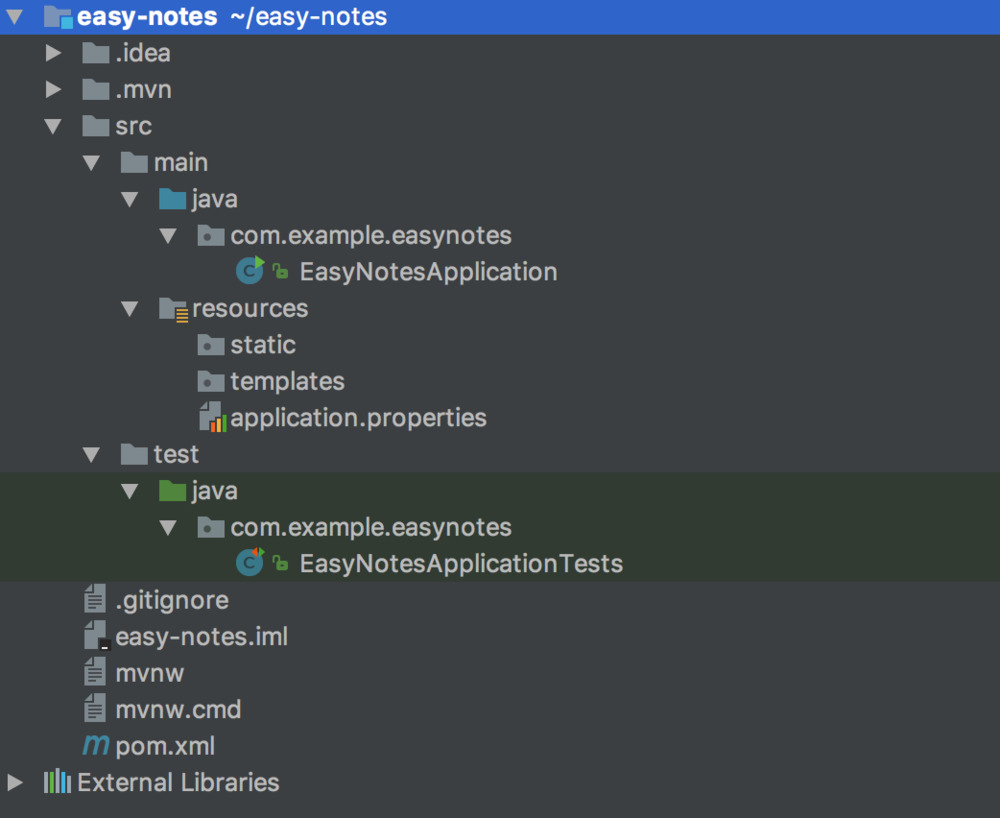 easy-notes ~/easy-notes
.idea
.mvn
src
main
java
com.example.easynotes
EasyNotesApplication
resources
static
templates
application.properties
test
java
com.example.easynotes
EasyNotesApplicationTests
.gitignore
easy-notes.iml
mvnw
mvnw.cmd
pom.xml
External Libraries